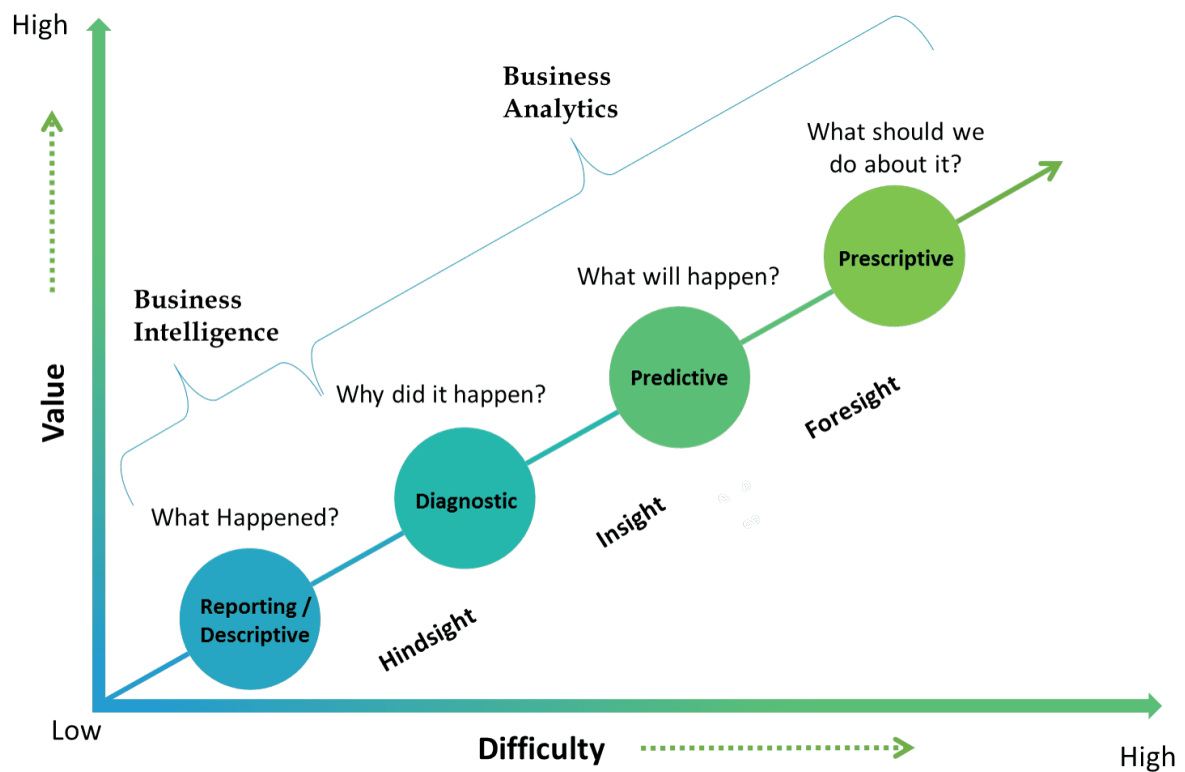 High
Business
Analytics
What should we
do about it?
Prescriptive
What will happen?
Business
Intelligence
Predictive
Why did it happen?
Foresight
Value
Diagnostic
Insight
What Happened?
Reporting /
Descriptive
Hindsight
Low
Difficulty
High